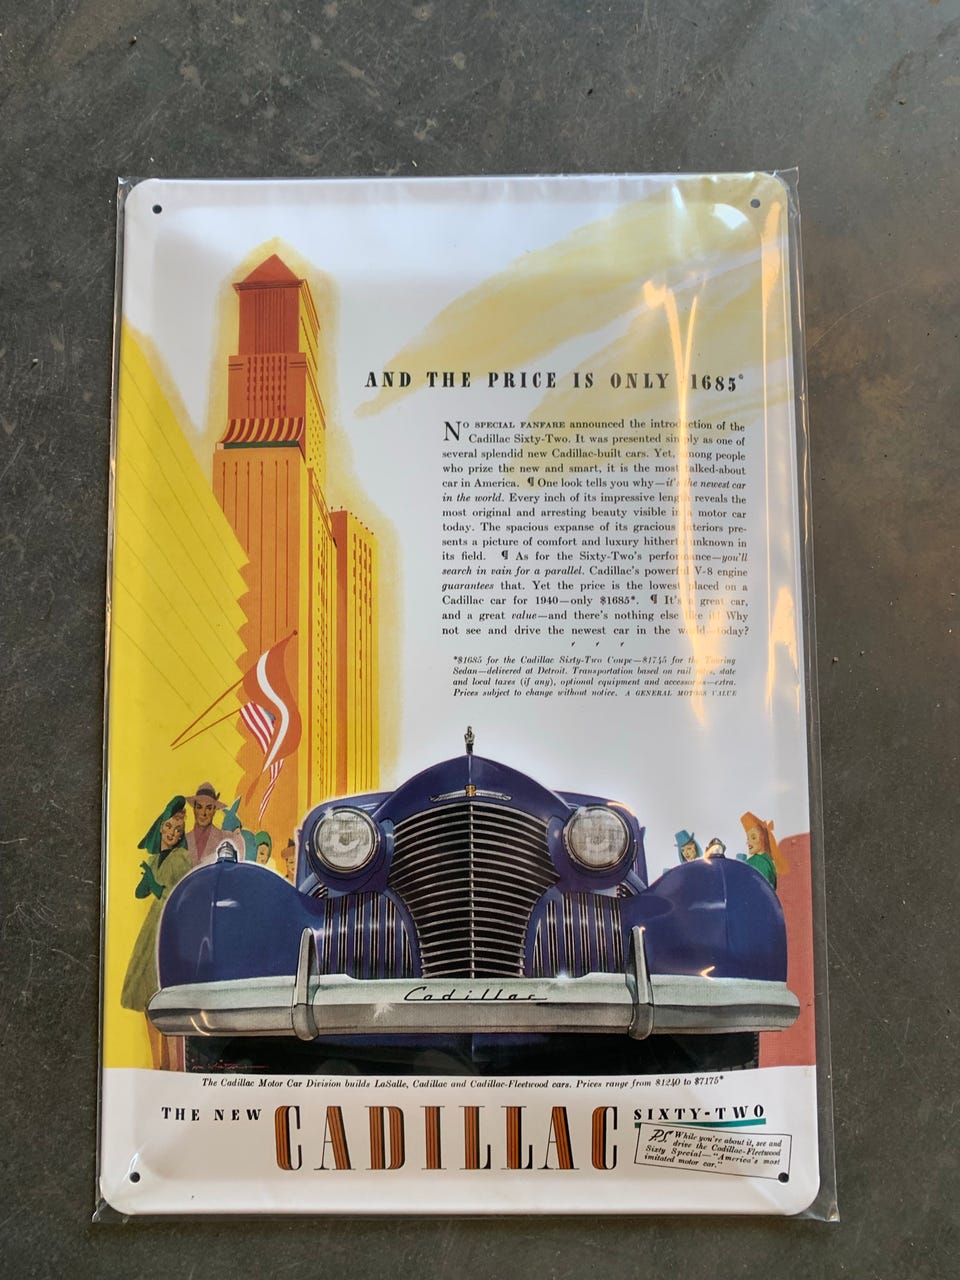 AND THE PRICE IS ONLY 1685*
NO SPECIAL FANFARE announced the introduction of the
Cadillac Sixty-Two. It was presented simply as one of
several splendid new Cadillac-built cars. Yet, among people
who prize the new and smart, it is the most talked-about
car in America. ¶ One look tells you why—it's the newest car
in the world. Every inch of its impressive length reveals the
most original and arresting beauty visible in a motor car
today. The spacious expanse of its gracious interiors pre-
sents a picture of comfort and luxury hitherto unknown in
its field. ¶ As for the Sixty-Two's performance—you'll
search in vain for a parallel. Cadillac's powerful V-8 engine
guarantees that. Yet the price is the lowest placed on a
Cadillac car for 1940—only $1685*. ¶ It's a great car,
and a great value—and there's nothing else like it! Why
not see and drive the newest car in the world—today?
*$1685 for the Cadillac Sixty-Two Coupe—$1745 for the Touring
Sedan—delivered at Detroit. Transportation based on rail rates, state
and local taxes (if any), optional equipment and accessories—extra.
Prices subject to change without notice. A GENERAL MOTORS VALUE
Cadillac
The Cadillac Motor Car Division builds LaSalle, Cadillac and Cadillac-Fleetwood cars. Prices range from $1240 to $7175*
THE NEW CADILLAC SIXTY-TWO
P.S. While you're about it, see and
drive the Cadillac-Fleetwood
Sixty Special—"America's most
imitated motor car."